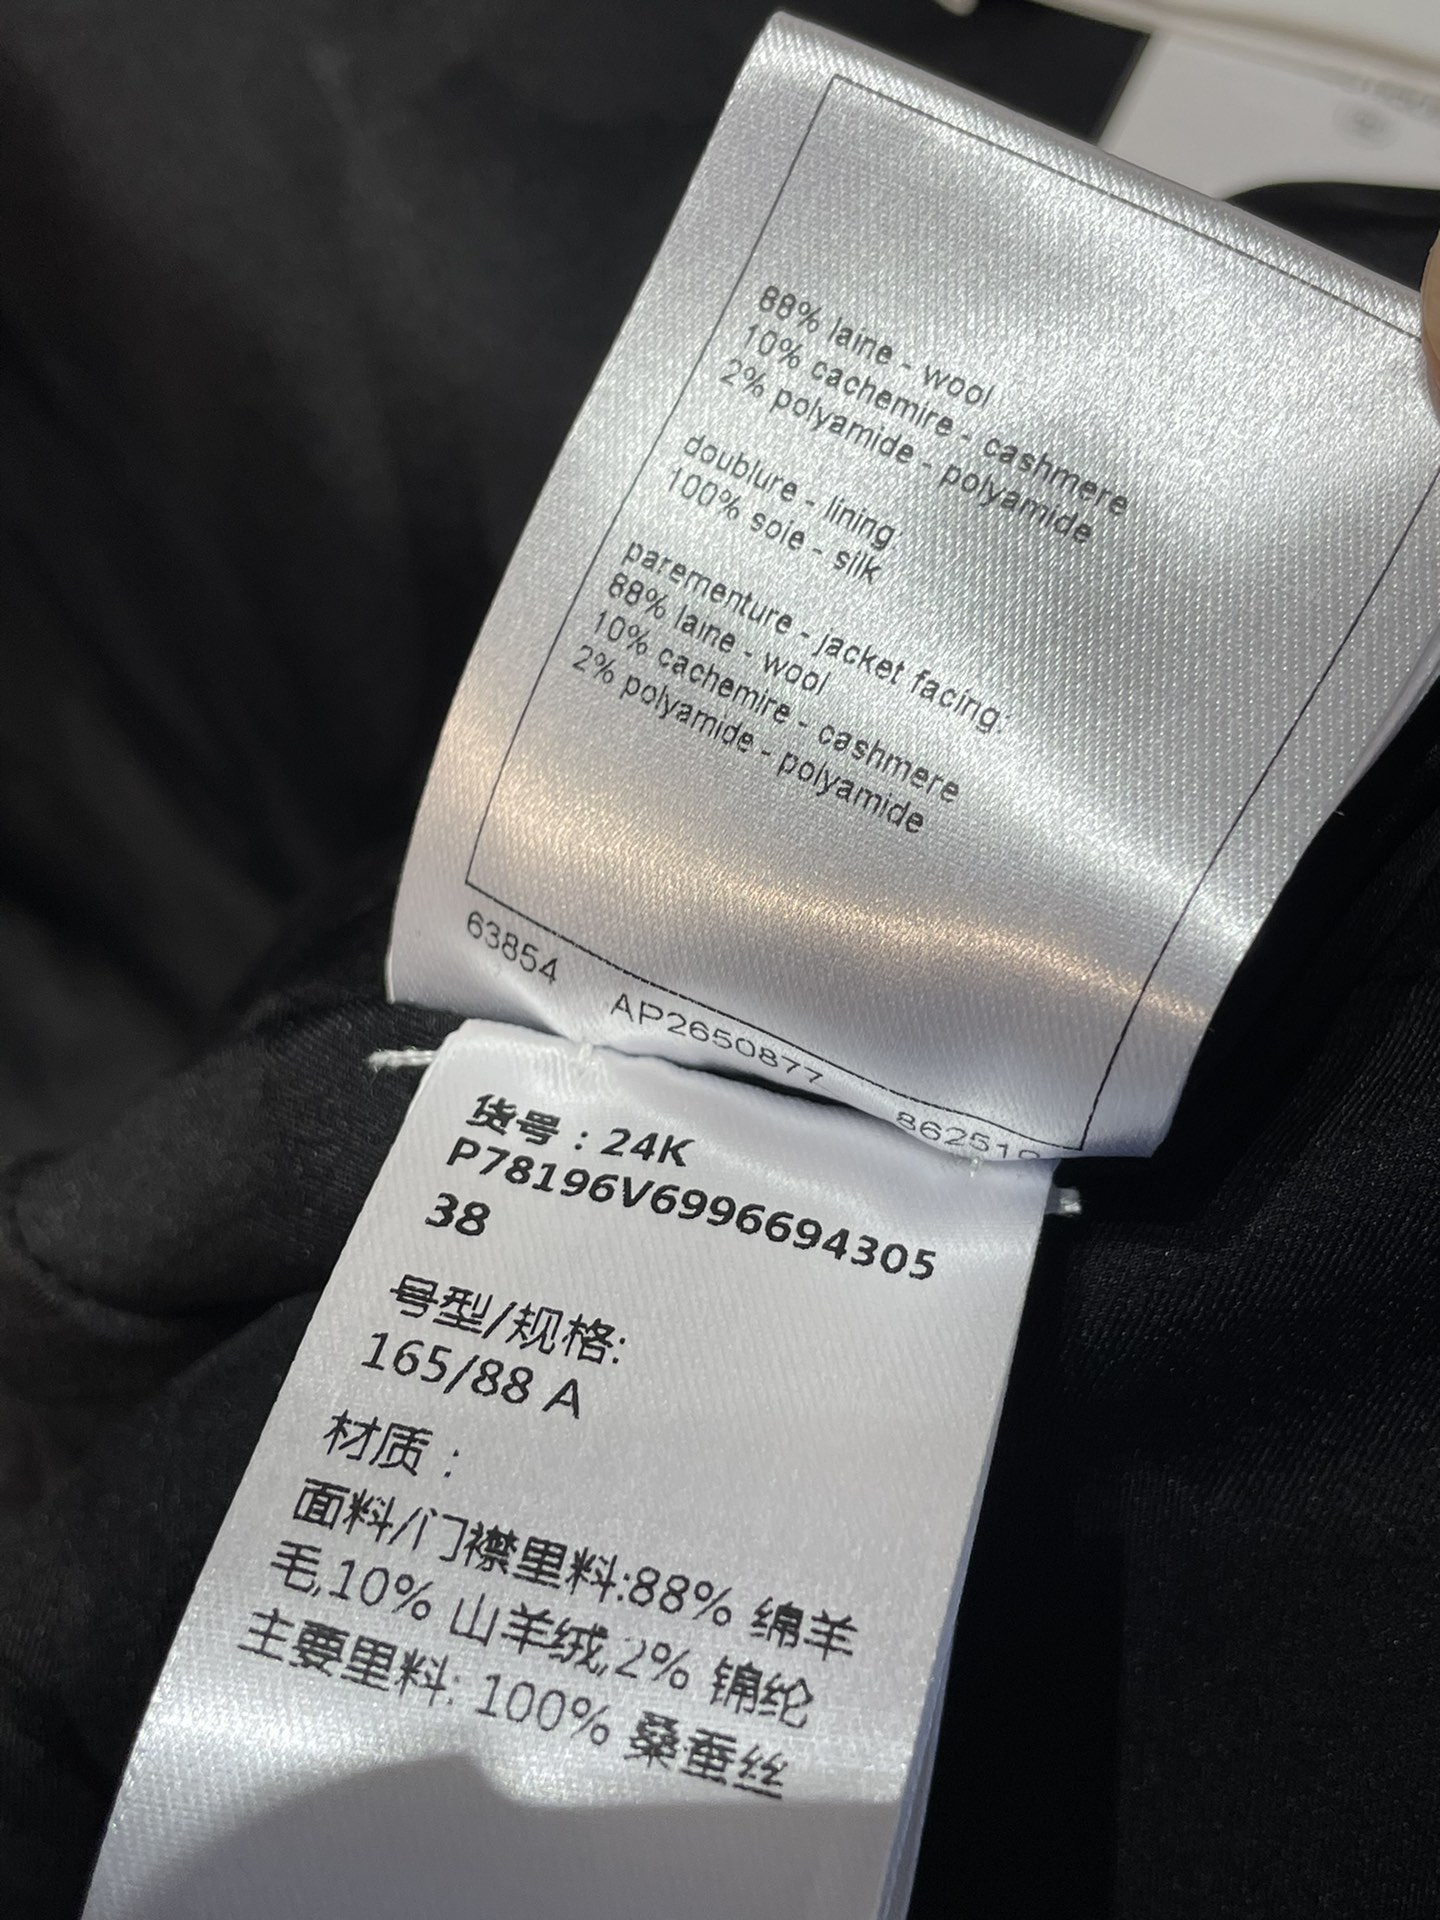 88% laine - wool
10% cachemire - cashmere
2% polyamide - polyamide
doublure - lining
100% soie - silk
parementure - jacket facing:
88% laine - wool
10% cachemire - cashmere
2% polyamide - polyamide
63854 AP2650877
货号：24K
P78196V6996694305
38
号型/规格:
165/88 A
材质：
面料/门襟里料:88% 绵羊
毛,10% 山羊绒,2% 锦纶
主要里料: 100% 桑蚕丝